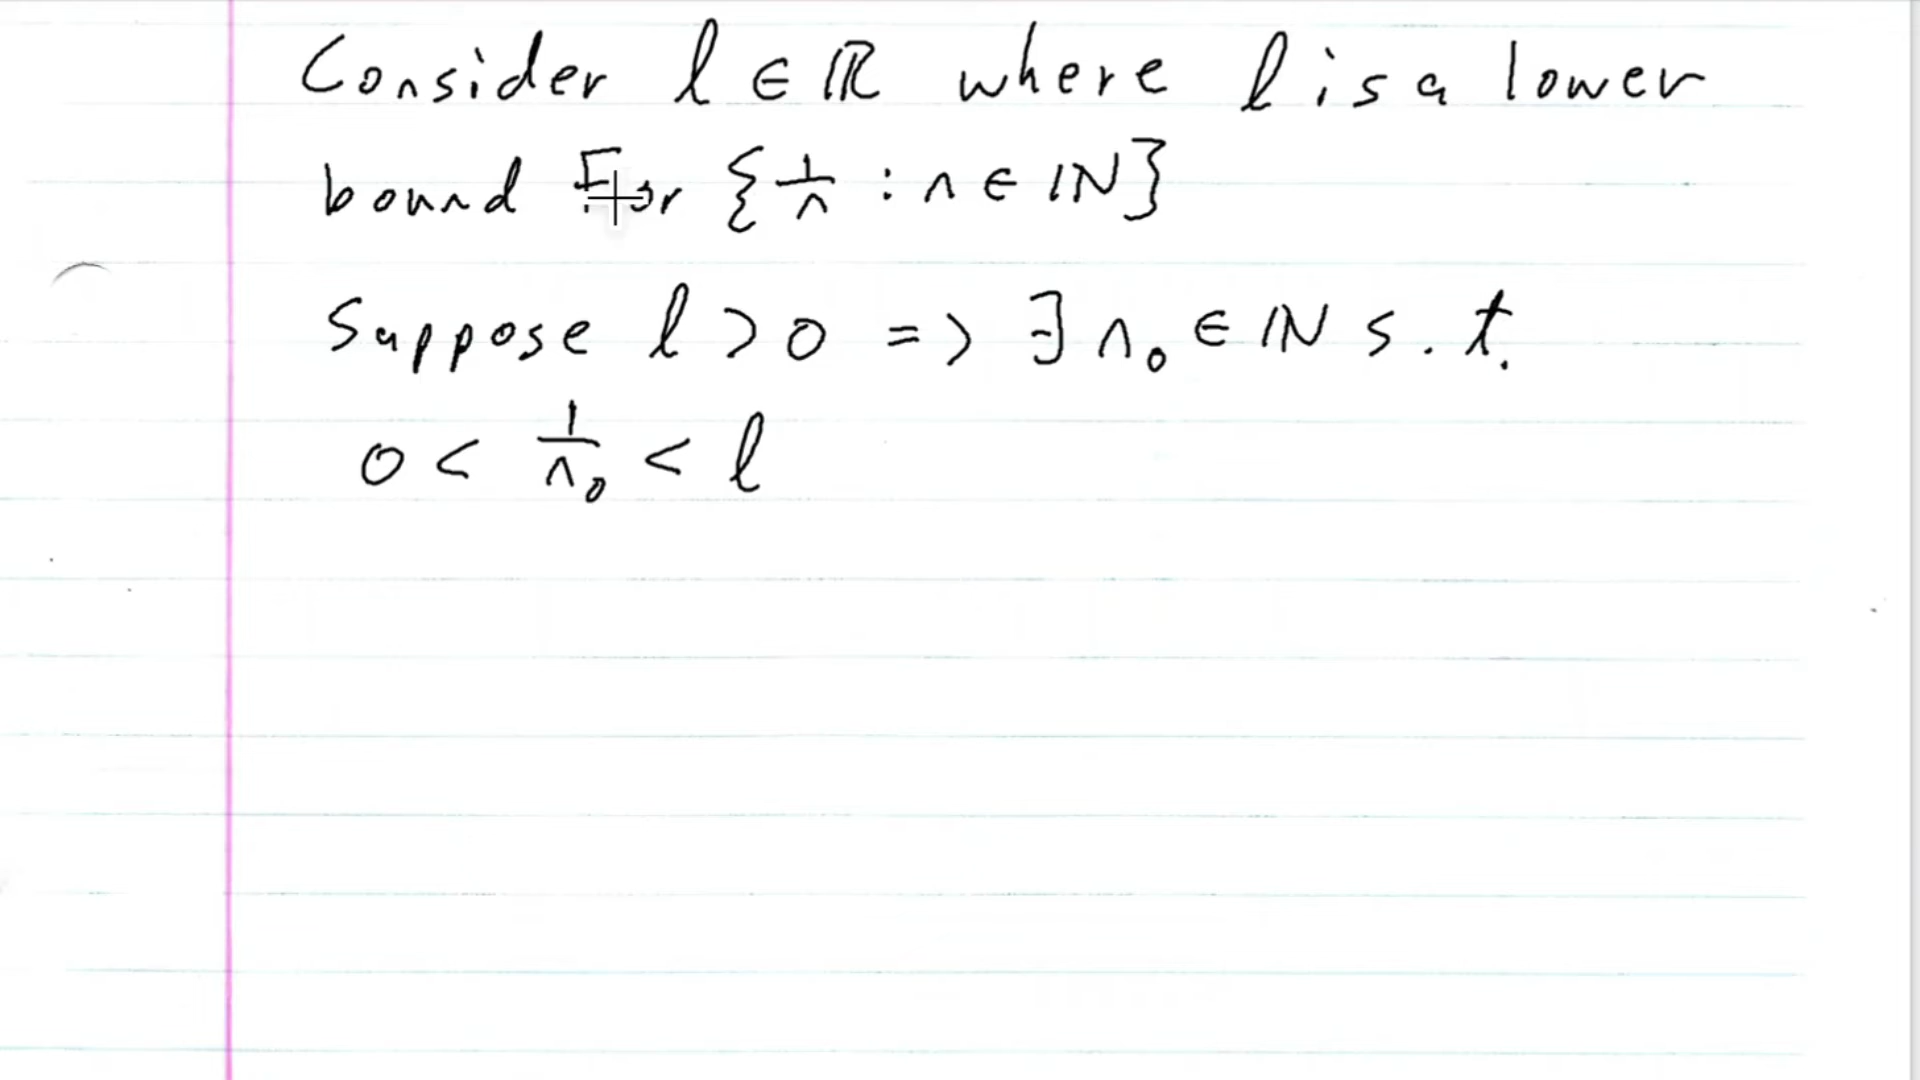 Consider l ∈ ℝ where l is a lower
bound For {1/n : n ∈ ℕ}
Suppose l > 0 => ∃ n₀ ∈ ℕ s.t.
0 < 1/n₀ < l